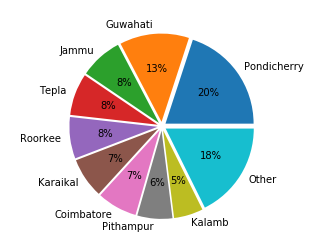 Guwahati
13%
Jammu
8%
Pondicherry
20%
Tepla
8%
Roorkee
8%
Karaikal
7%
Coimbatore
7%
Pithampur
6%
Kalamb
5%
Other
18%